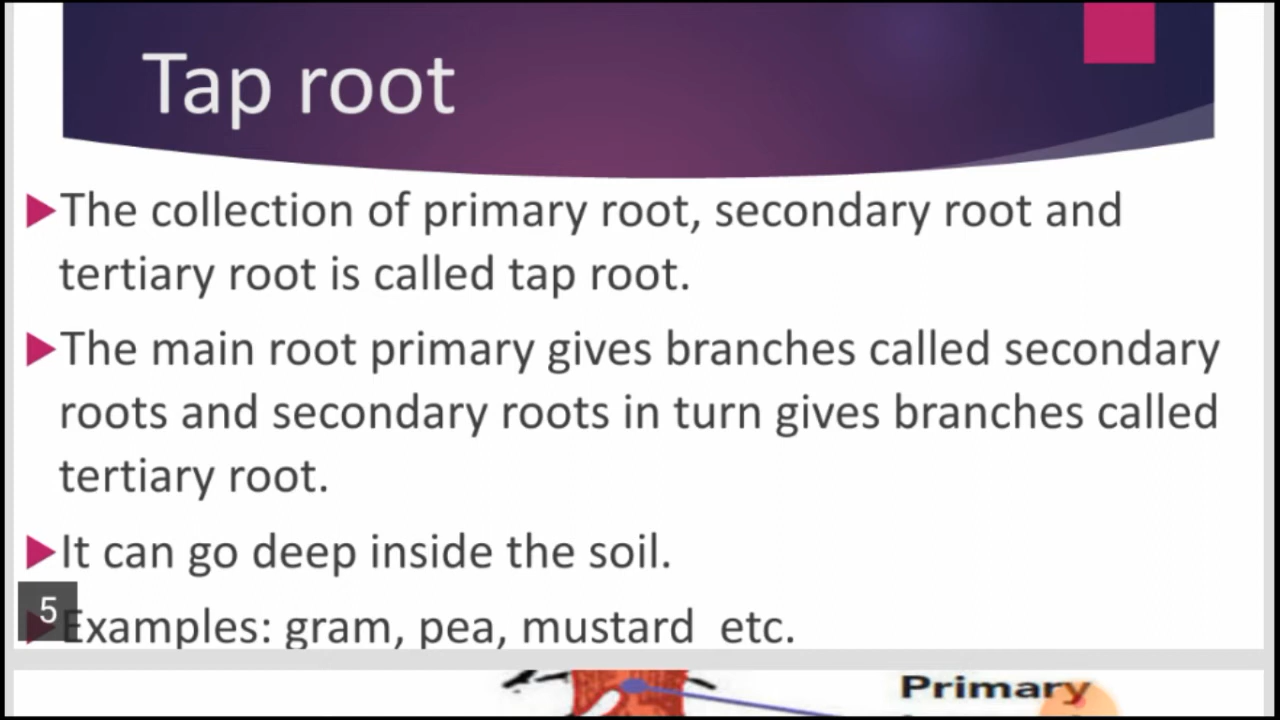 Tap root
The collection of primary root, secondary root and
tertiary root is called tap root.
The main root primary gives branches called secondary
roots and secondary roots in turn gives branches called
tertiary root.
It can go deep inside the soil.
5
Examples: gram, pea, mustard etc.
Primary